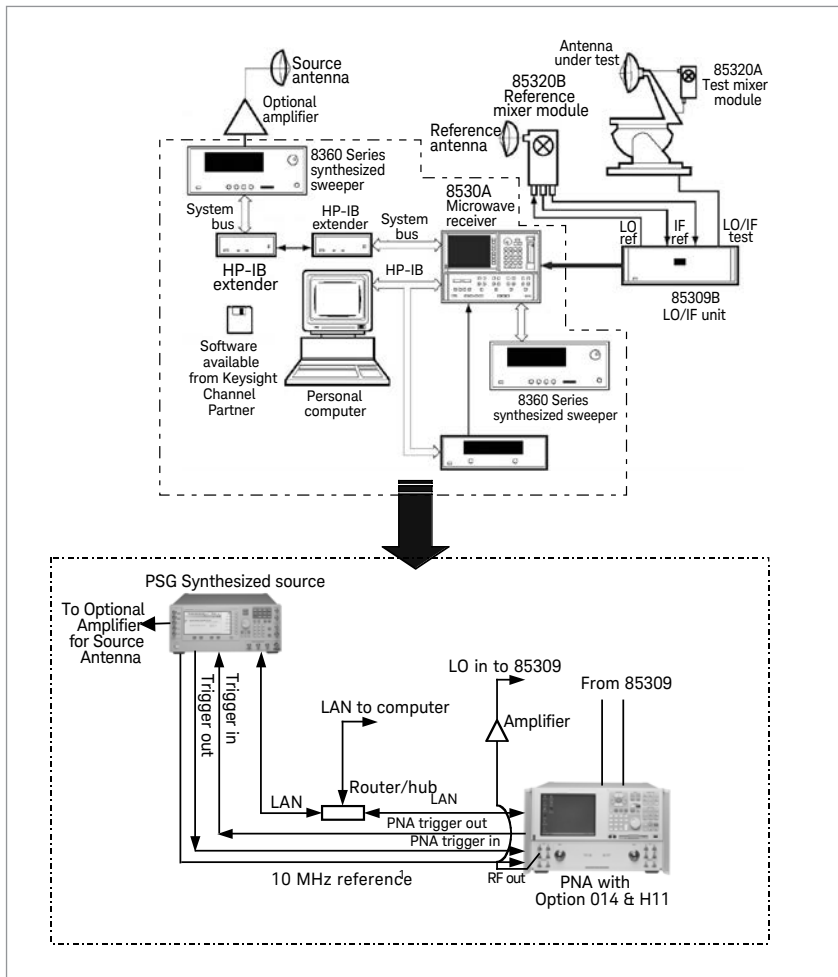 Source
antenna
Optional
amplifier
8360 Series
synthesized
sweeper
System
bus
HP-IB
extender
HP-IB
extender
System
bus
HP-IB
Software
available
from Keysight
Channel
Partner
Personal
computer
8530A
Microwave
receiver
8360 Series
synthesized sweeper
Reference
antenna
85320B
Reference
mixer module
Antenna
under test
85320A
Test mixer
module
LO
ref
IF
ref
LO/IF
test
85309B
LO/IF unit
PSG Synthesized source
To Optional
Amplifier
for Source
Antenna
Trigger out
Trigger in
LAN to computer
LO in to 85309
From 85309
Amplifier
Router/hub
LAN
LAN
PNA trigger out
PNA trigger in
10 MHz reference1
RF out
PNA with
Option 014 & H11